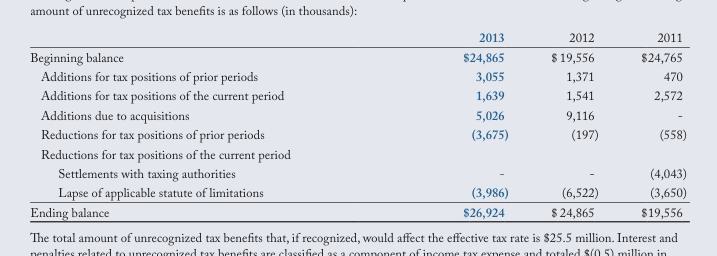 amount of unrecognized tax benefits is as follows (in thousands):
2013 2012 2011
Beginning balance $24,865 $ 19,556 $24,765
Additions for tax positions of prior periods 3,055 1,371 470
Additions for tax positions of the current period 1,639 1,541 2,572
Additions due to acquisitions 5,026 9,116 -
Reductions for tax positions of prior periods (3,675) (197) (558)
Reductions for tax positions of the current period
Settlements with taxing authorities - - (4,043)
Lapse of applicable statute of limitations (3,986) (6,522) (3,650)
Ending balance $26,924 $ 24,865 $19,556
The total amount of unrecognized tax benefits that, if recognized, would affect the effective tax rate is $25.5 million. Interest and
penalties related to unrecognized tax benefits are classified as a component of income tax expense and totaled $(0.5) million in